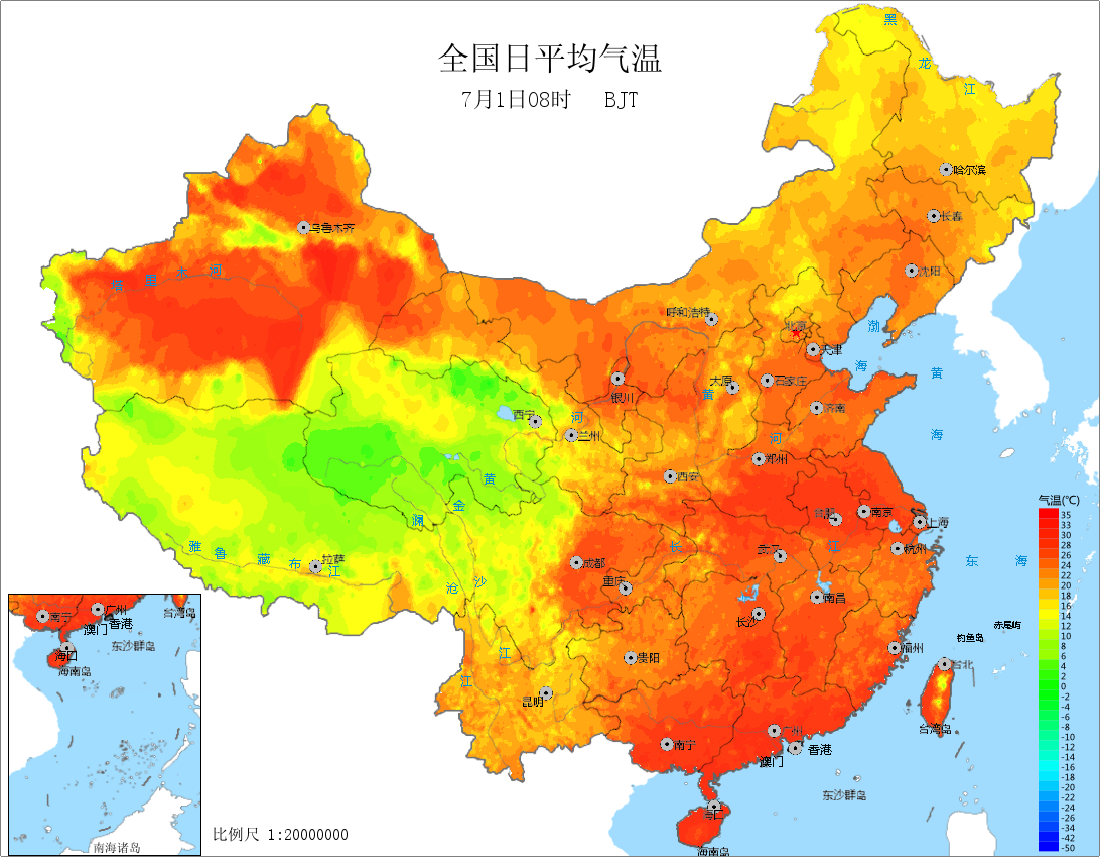 全国日平均气温
7月1日08时 BJT
黑
龙
江
哈尔滨
长春
沈阳
乌鲁木齐
塔里木河
呼和浩特
北京
天津
渤
海
黄
海
银川
太原
石家庄
黄
济南
河
西宁
兰州
河
郑州
西安
黄
金
澜
合肥
南京
上海
杭州
长
武汉
江
东
海
雅
鲁
藏
布
江
拉萨
沧
沙
成都
重庆
南昌
长沙
赤尾屿
钓鱼岛
江
贵阳
福州
台北
江
昆明
台湾岛
南宁
广州
香港
澳门
东沙群岛
海口
海南岛
南宁
广州
台湾岛
香港
澳门
东沙群岛
海口
海南岛
南海诸岛
比例尺 1:20000000
气温(℃)
35
33
30
28
26
24
22
20
18
16
14
12
10
8
6
4
2
0
-2
-4
-6
-8
-10
-12
-14
-16
-18
-20
-22
-24
-26
-34
-42
-50